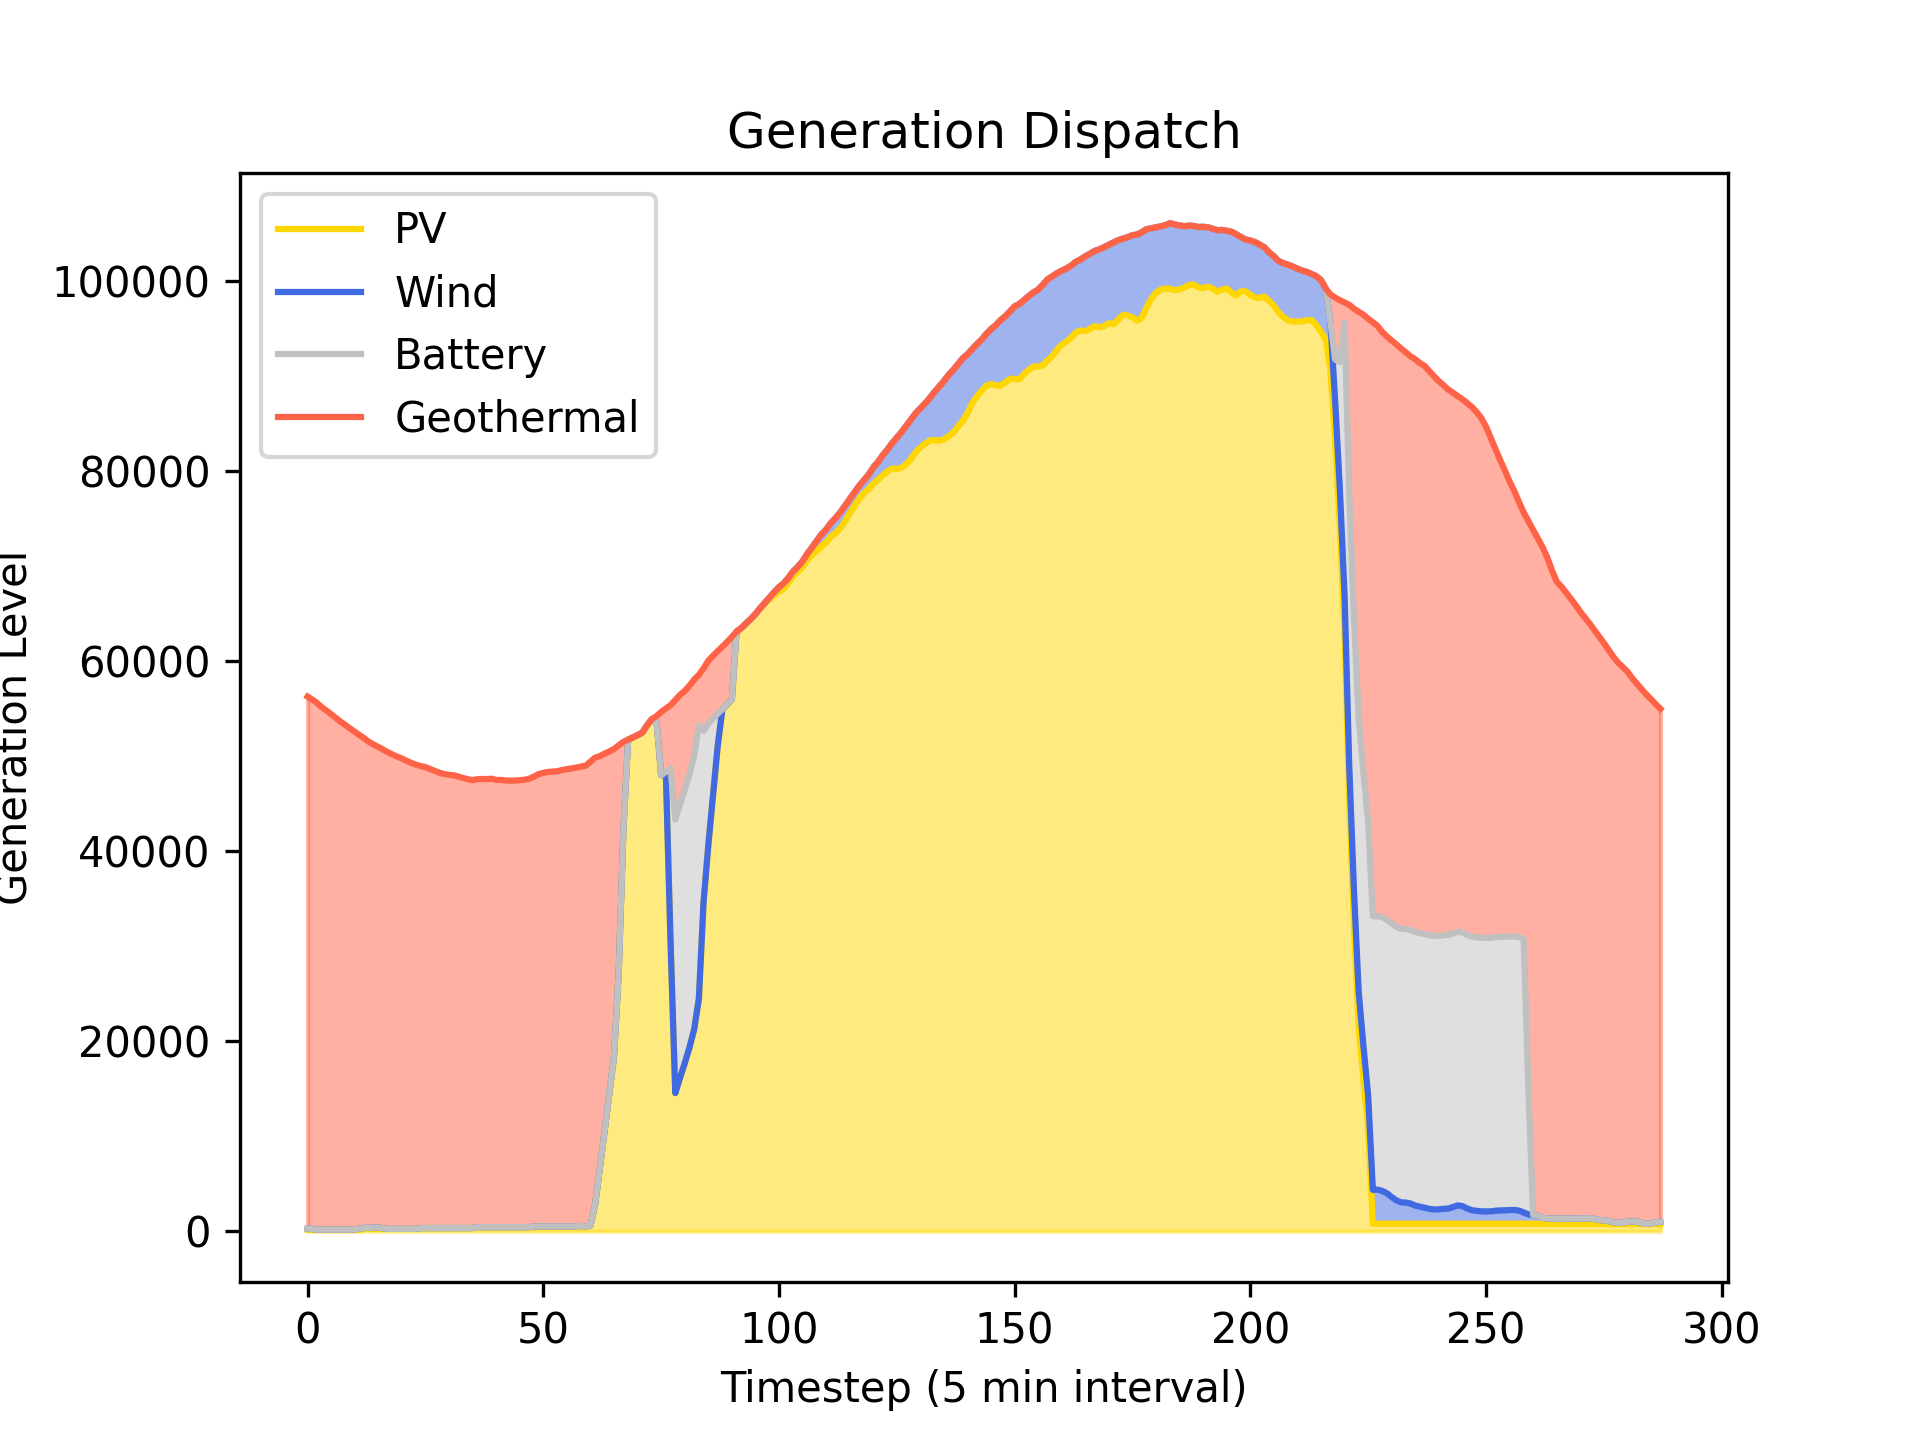 Generation Dispatch
PV
Wind
Battery
Geothermal
100000
80000
60000
40000
20000
0
Generation Level
0 50 100 150 200 250 300
Timestep (5 min interval)